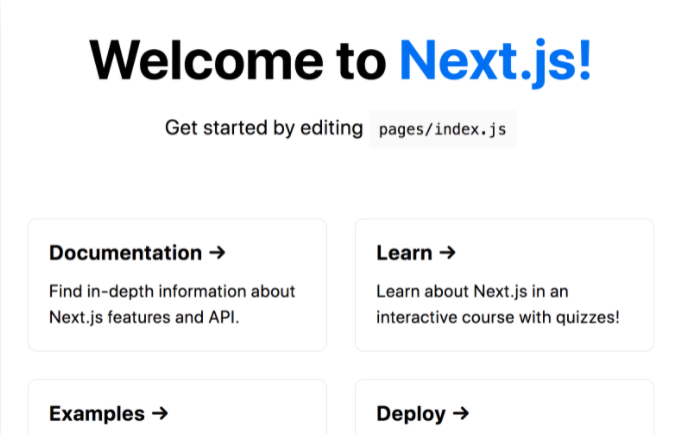 Welcome to Next.js!
Get started by editing pages/index.js
Documentation →
Find in-depth information about
Next.js features and API.
Learn →
Learn about Next.js in an
interactive course with quizzes!
Examples →
Deploy →